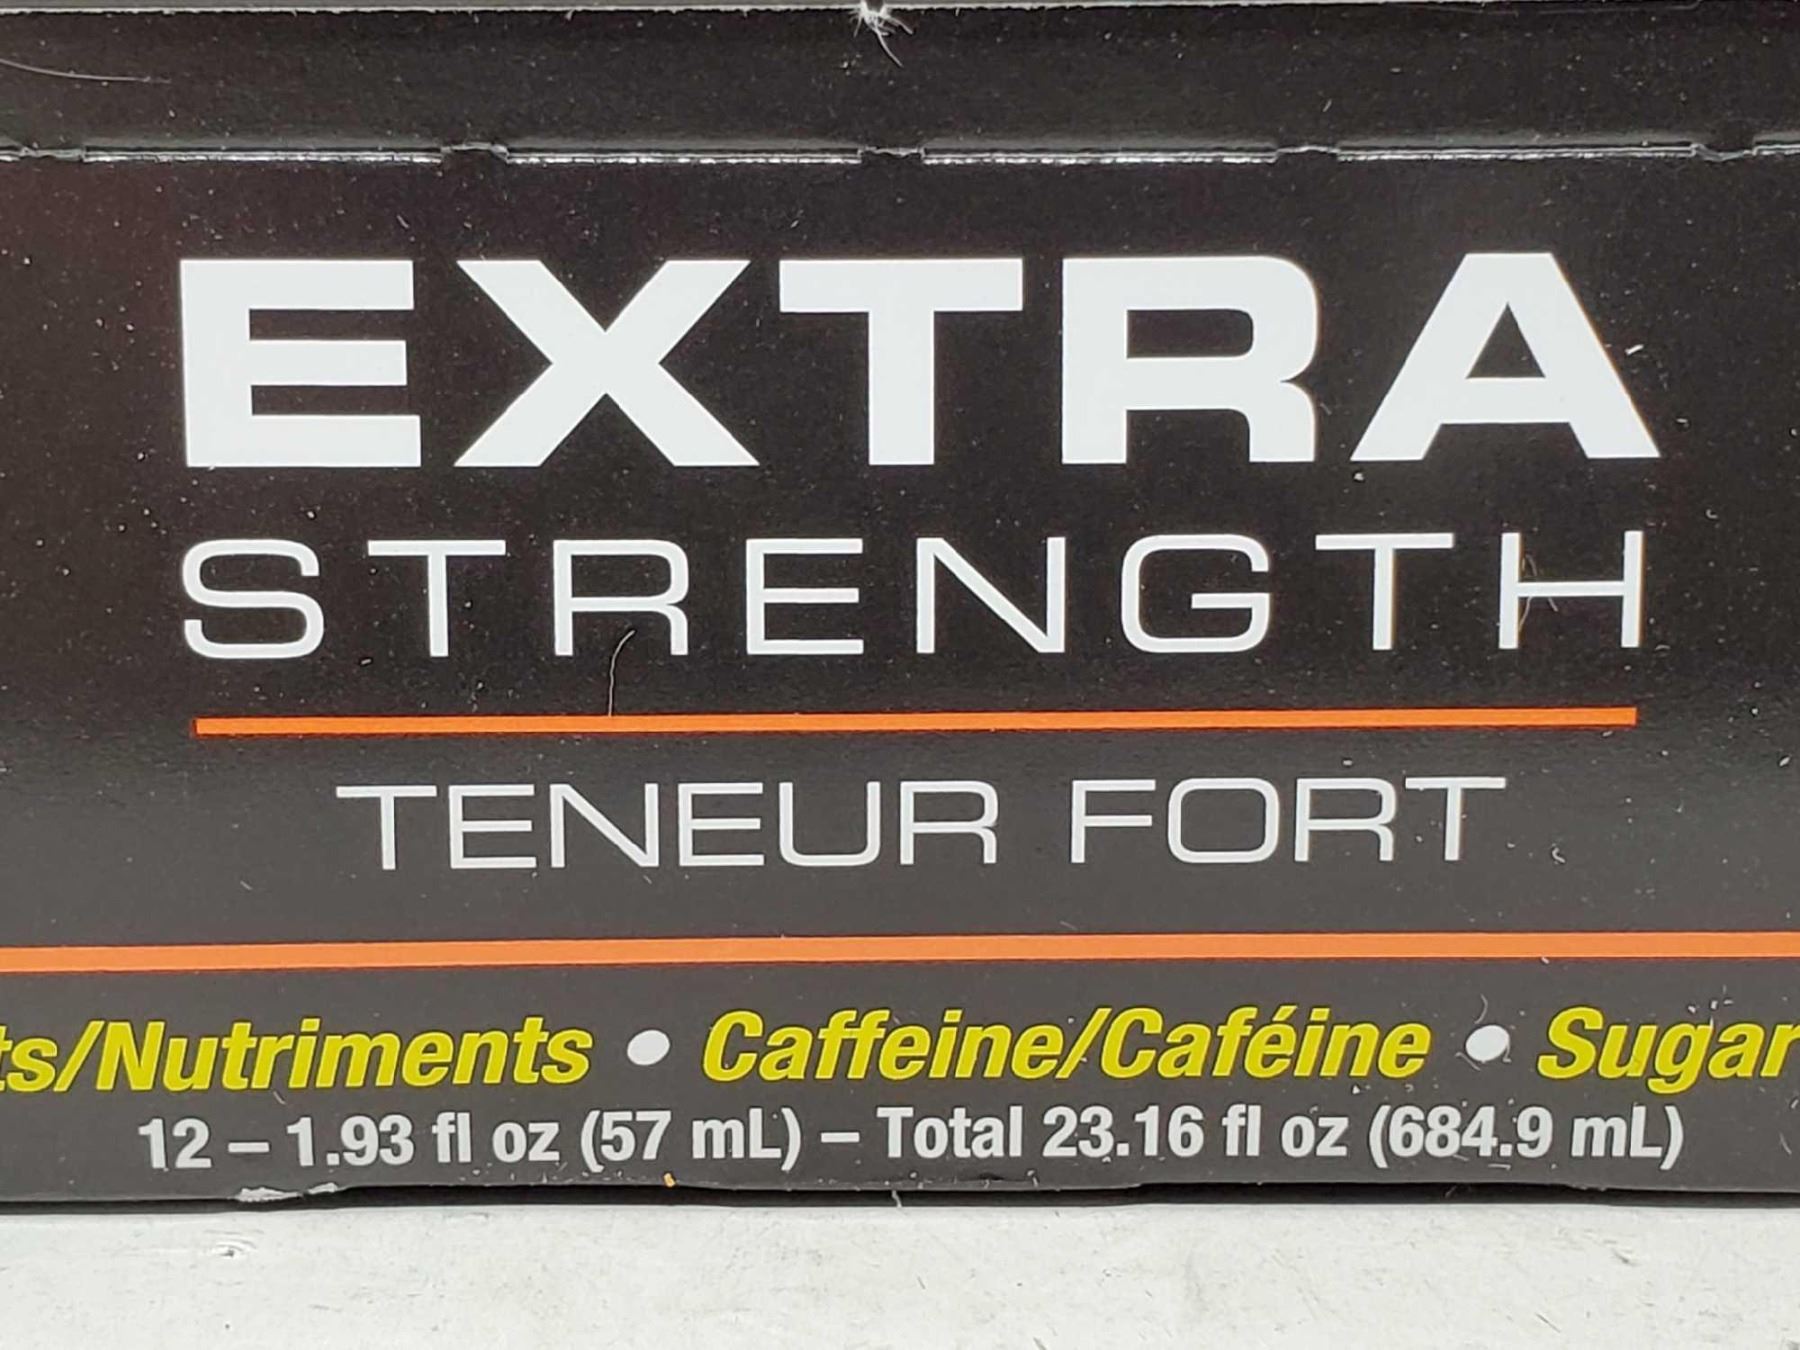 EXTRA
STRENGTH
TENEUR FORT
ts/Nutriments • Caffeine/Caféine • Sugar
12 – 1.93 fl oz (57 mL) – Total 23.16 fl oz (684.9 mL)